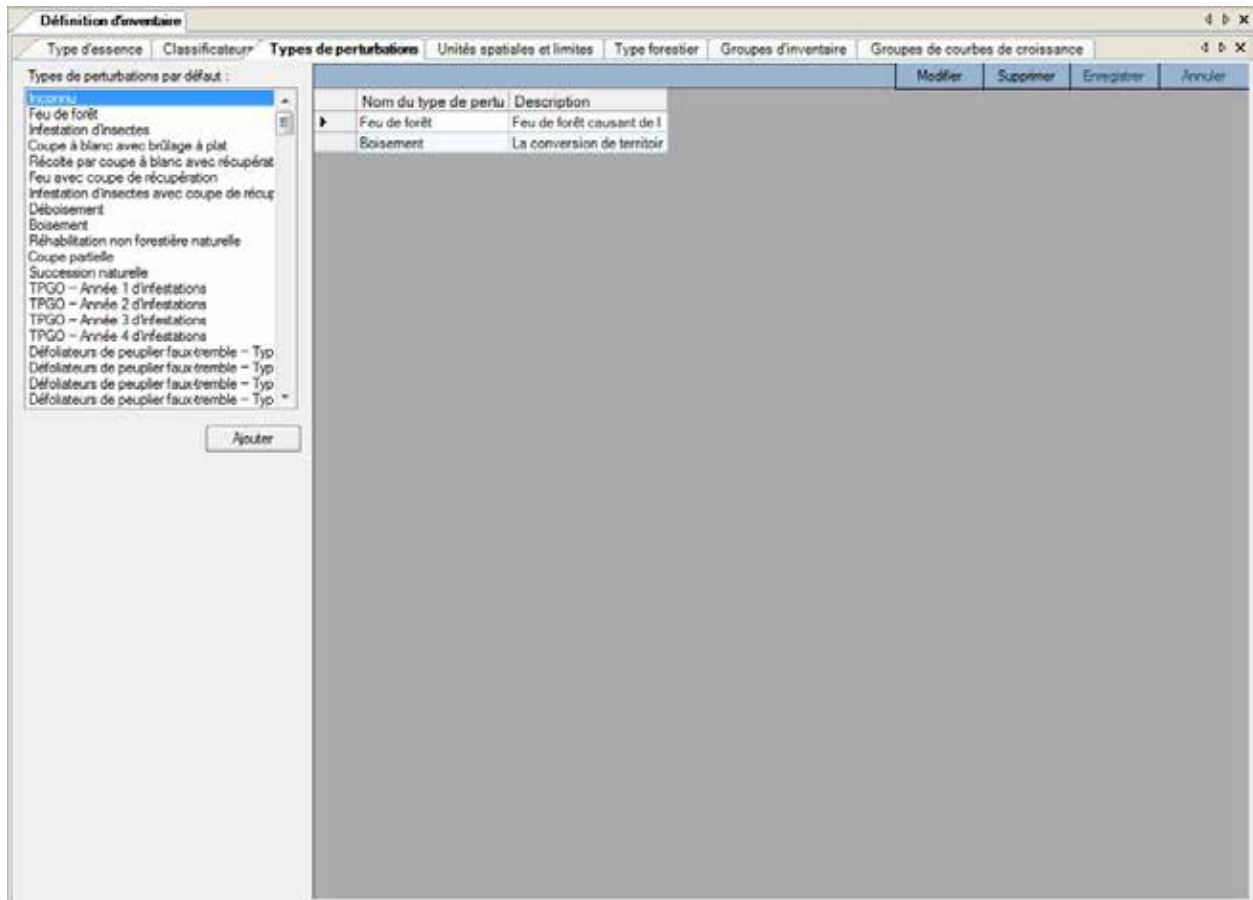 Définition d'inventaire
Type d'essence Classificateurs Types de perturbations Unités spatiales et limites Type forestier Groupes d'inventaire Groupes de courbes de croissance
Types de perturbations par défaut :
Modifier Supprimer Enregistrer Annuler
Inconnu
Feu de forêt
Infestation d'insectes
Coupe à blanc avec brûlage à plat
Récolte par coupe à blanc avec récupérat
Feu avec coupe de récupération
Infestation d'insectes avec coupe de récup
Déboisement
Boisement
Réhabilitation non forestière naturelle
Coupe partielle
Succession naturelle
TPGO – Année 1 d'infestations
TPGO – Année 2 d'infestations
TPGO – Année 3 d'infestations
TPGO – Année 4 d'infestations
Défoliateurs de peuplier faux-tremble – Typ
Défoliateurs de peuplier faux-tremble – Typ
Défoliateurs de peuplier faux-tremble – Typ
Défoliateurs de peuplier faux-tremble – Typ
Ajouter
Nom du type de pertu Description
Feu de forêt Feu de forêt causant de l
Boisement La conversion de territoir